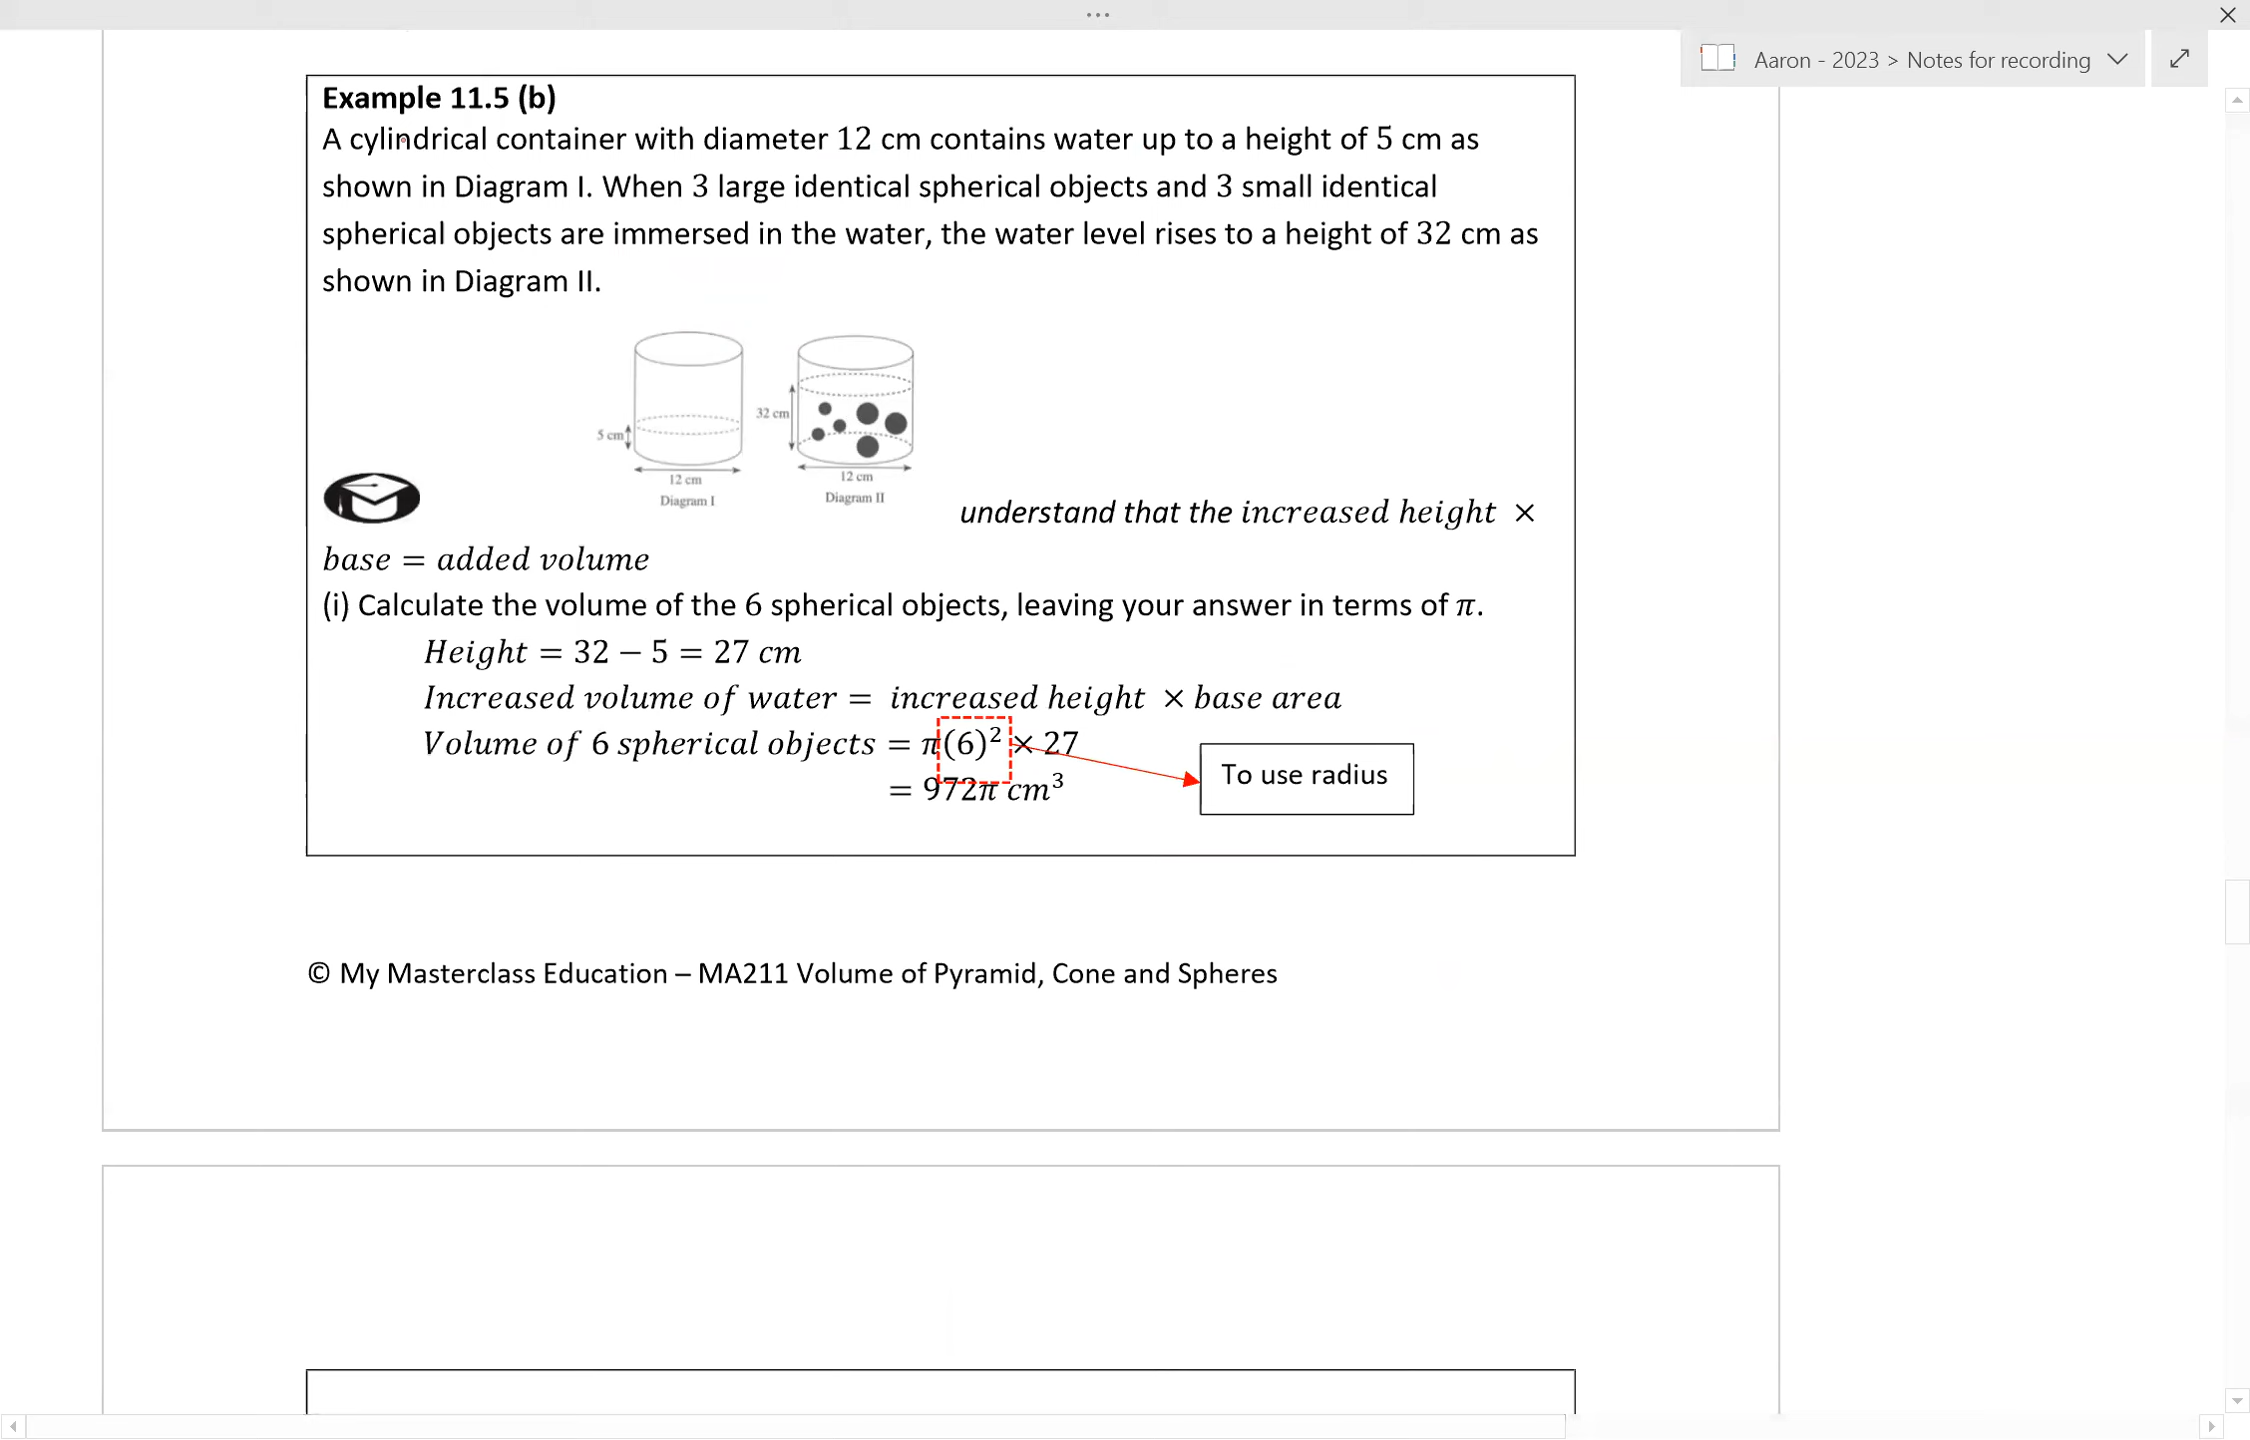 ...
Aaron - 2023 > Notes for recording
Example 11.5 (b)
A cylindrical container with diameter 12 cm contains water up to a height of 5 cm as
shown in Diagram I. When 3 large identical spherical objects and 3 small identical
spherical objects are immersed in the water, the water level rises to a height of 32 cm as
shown in Diagram II.
32 cm
5 cm
12 cm
12 cm
Diagram I
Diagram II
understand that the increased height ×
base = added volume
(i) Calculate the volume of the 6 spherical objects, leaving your answer in terms of π.
Height = 32 − 5 = 27 cm
Increased volume of water = increased height × base area
Volume of 6 spherical objects = π(6)² × 27
To use radius
= 972π cm³
© My Masterclass Education – MA211 Volume of Pyramid, Cone and Spheres